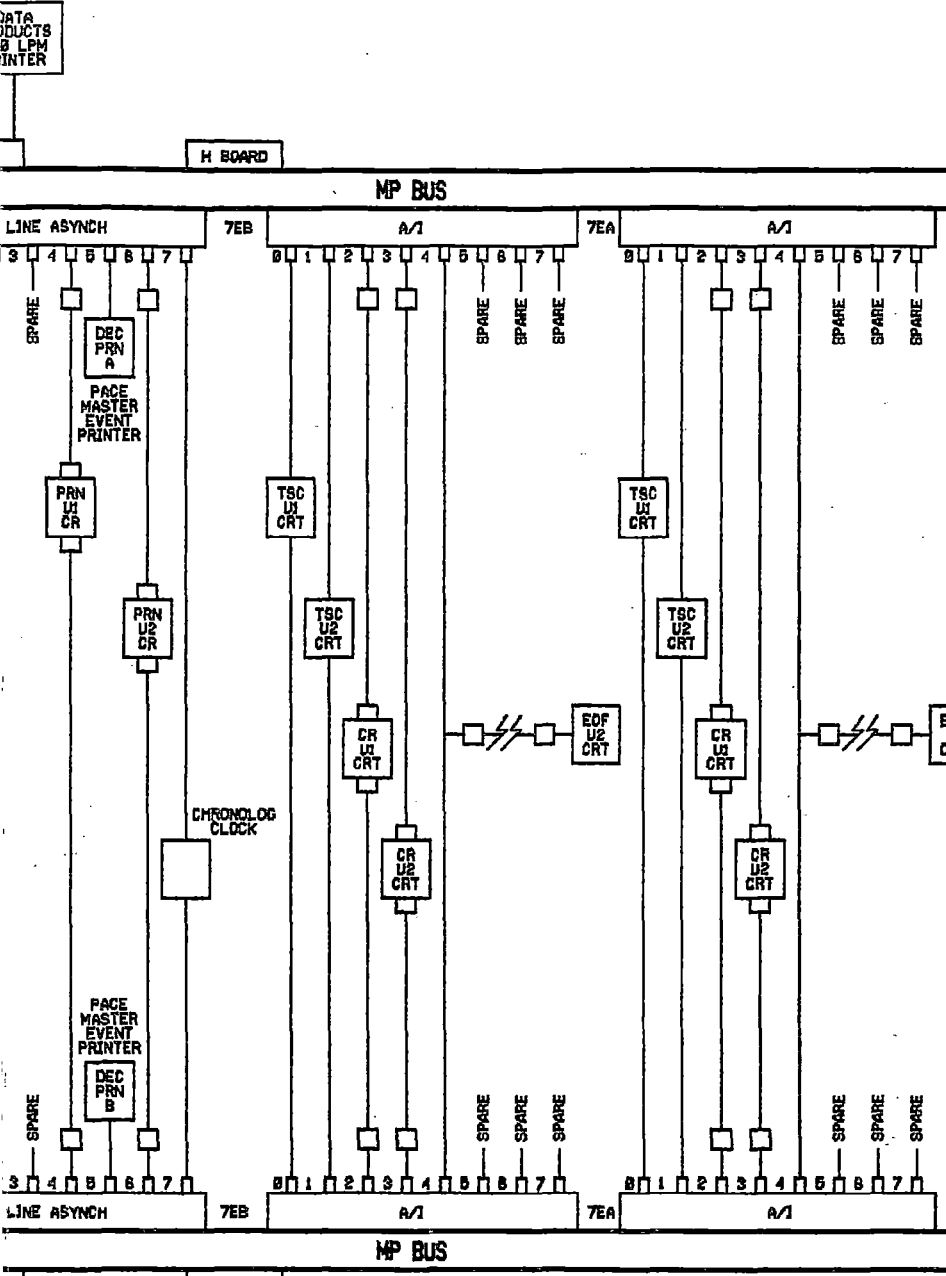 DATA
LPM
H BOARD
MP BUS
LINE ASYNCH 7EB A/J 7EA A/J
3 4 5 6 7 0 1 2 3 4 5 6 7 0 1 2 3 4 5 6 7
SPARE SPARE SPARE SPARE SPARE SPARE SPARE
DEC
PRN
A
PACE
MASTER
EVENT
PRINTER
PRN
U1
CR
TSC
U1
CRT
TSC
U1
CRT
PRN
U2
CR
TSC
U2
CRT
TSC
U2
CRT
CR
U1
CRT
EOF
U2
CRT
CR
U1
CRT
CHRONOLOG
CLOCK
CR
U2
CRT
CR
U2
CRT
PACE
MASTER
EVENT
PRINTER
DEC
PRN
B
SPARE SPARE SPARE SPARE SPARE SPARE SPARE
3 4 5 6 7 0 1 2 3 4 5 6 7 0 1 2 3 4 5 6 7
LINE ASYNCH 7EB A/J 7EA A/J
MP BUS